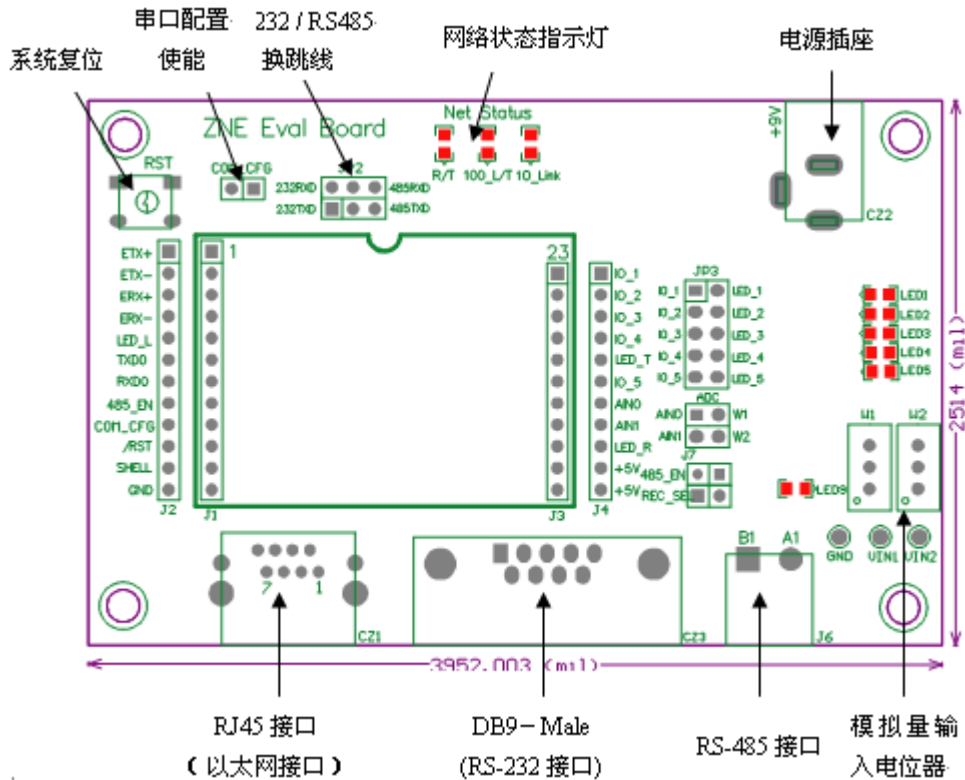 串口配置
使能
232 / RS485
换跳线
网络状态指示灯
电源插座
系统复位
ZNE Eval Board
Net Status
+9V
RST
COM_CFG
R/T 100_L/T 10_Link
232RXD 485RXD
232TXD 485TXD
CZ2
1
23
ETX+
ETX-
ERX+
ERX-
LED_L
TXD0
RXD0
485_EN
COM_CFG
/RST
SHELL
GND
J2
J1
J3
J4
IO_1
IO_2
IO_3
IO_4
LED_T
IO_5
AIN0
AIN1
LED_R
+5V
+5V
JP3
IO_1 LED_1
IO_2 LED_2
IO_3 LED_3
IO_4 LED_4
IO_5 LED_5
ADC
AIN0 W1
AIN1 W2
J7
485_EN
REC_SEL
LED1
LED2
LED3
LED4
LED5
W1 W2
LED9
GND VIN1 VIN2
B1 A1
7 1
CZ1
CZ3
J6
2514 (mil)
3952.003 (mil)
RJ45 接口
（以太网接口）
DB9－Male
(RS-232 接口)
RS-485 接口
模拟量输
入电位器